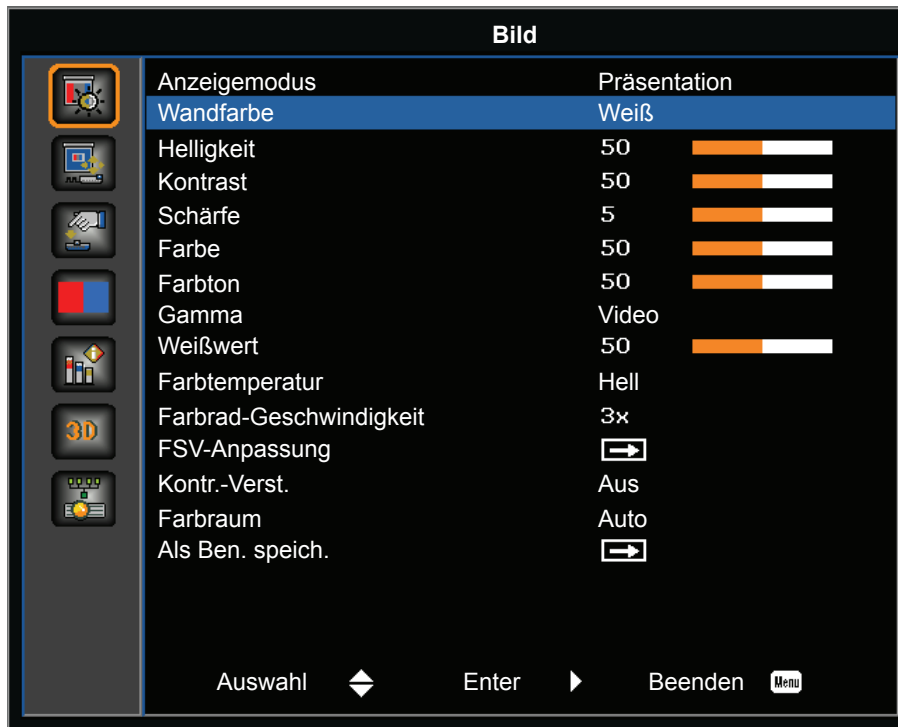 Bild
Anzeigemodus Präsentation
Wandfarbe Weiß
Helligkeit 50
Kontrast 50
Schärfe 5
Farbe 50
Farbton 50
Gamma Video
Weißwert 50
Farbtemperatur Hell
Farbrad-Geschwindigkeit 3x
FSV-Anpassung
Kontr.-Verst. Aus
3D
Farbraum Auto
Als Ben. speich.
Auswahl Enter Beenden Menu